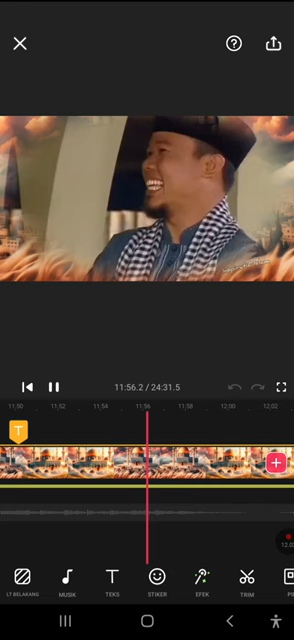 11:56.2 / 24:31.5
11:50
11:52
11:54
11:56
11:58
12:00
12:02
T
LT BELAKANG
MUSIK
TEKS
STIKER
EFEK
TRIM